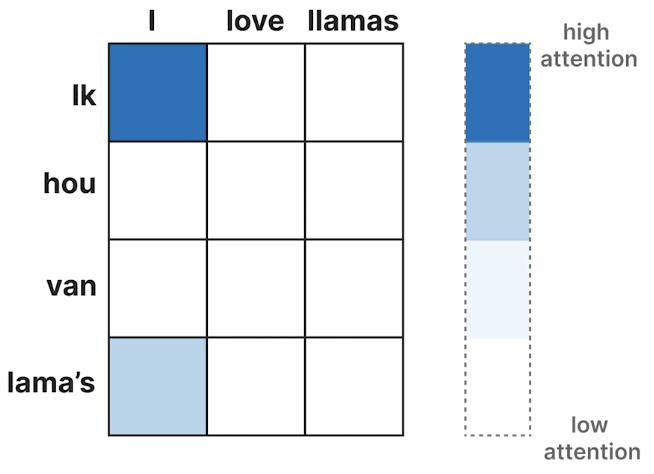 I love llamas
high
attention
Ik
hou
van
lama’s
low
attention